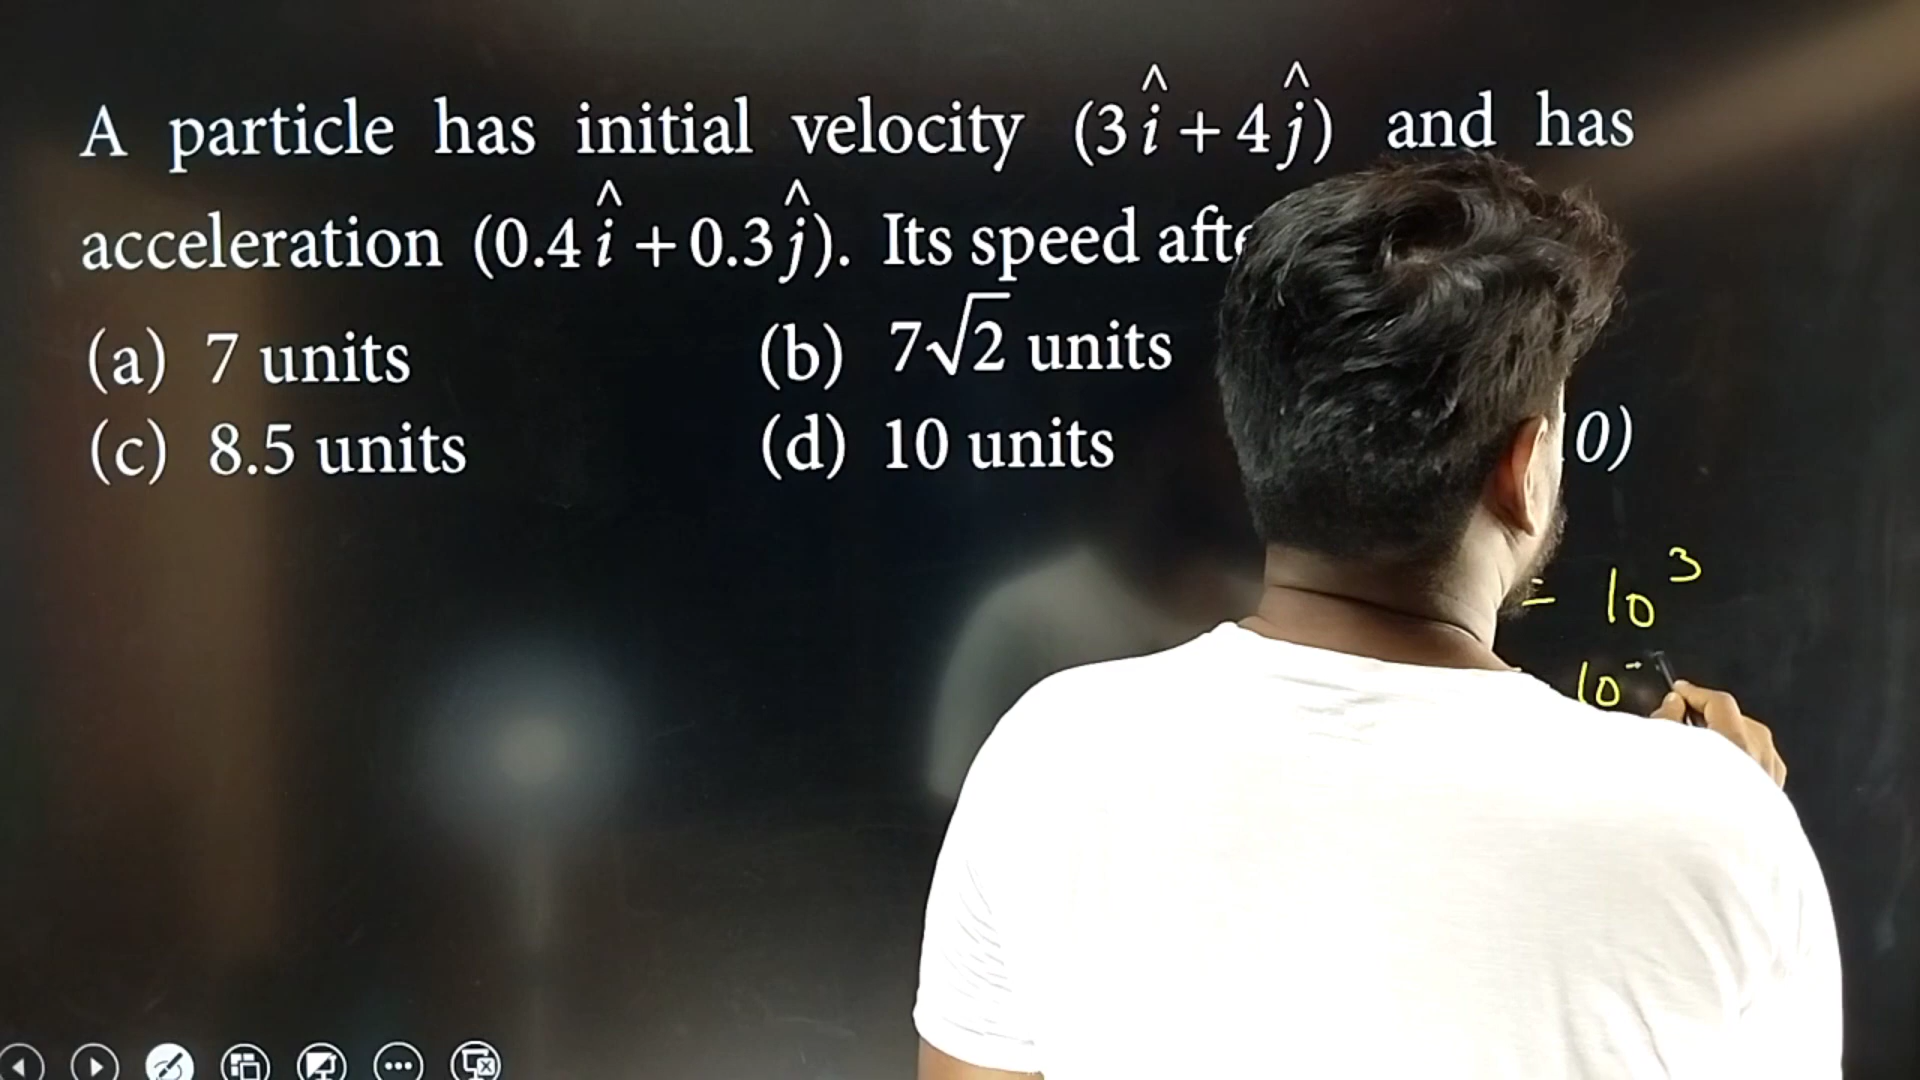 A particle has initial velocity (3î + 4ĵ) and has
acceleration (0.4î + 0.3ĵ). Its speed
(a) 7 units (b) 7√2 units
(c) 8.5 units (d) 10 units 0)
= 10³
10⁻